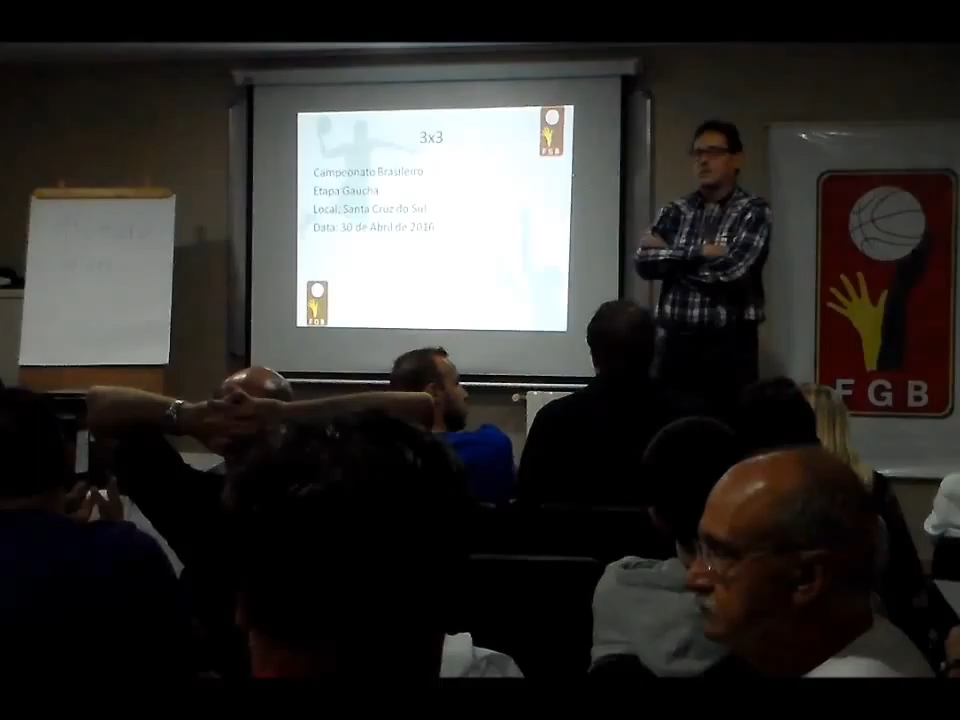 3x3
FGB
Campeonato Brasileiro
Etapa Gaucha
Local: Santa Cruz do Sul
Data: 30 de Abril de 2016
FGB
FGB